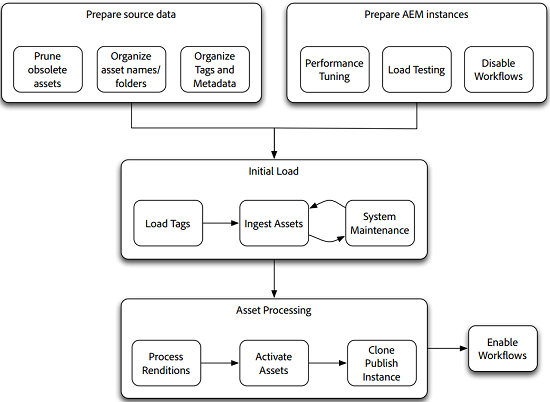 Prepare source data
Prune
obsolete
assets
Organize
asset names/
folders
Organize
Tags and
Metadata
Prepare AEM instances
Performance
Tuning
Load Testing
Disable
Workflows
Initial Load
Load Tags
Ingest Assets
System
Maintenance
Asset Processing
Process
Renditions
Activate
Assets
Clone
Publish
Instance
Enable
Workflows